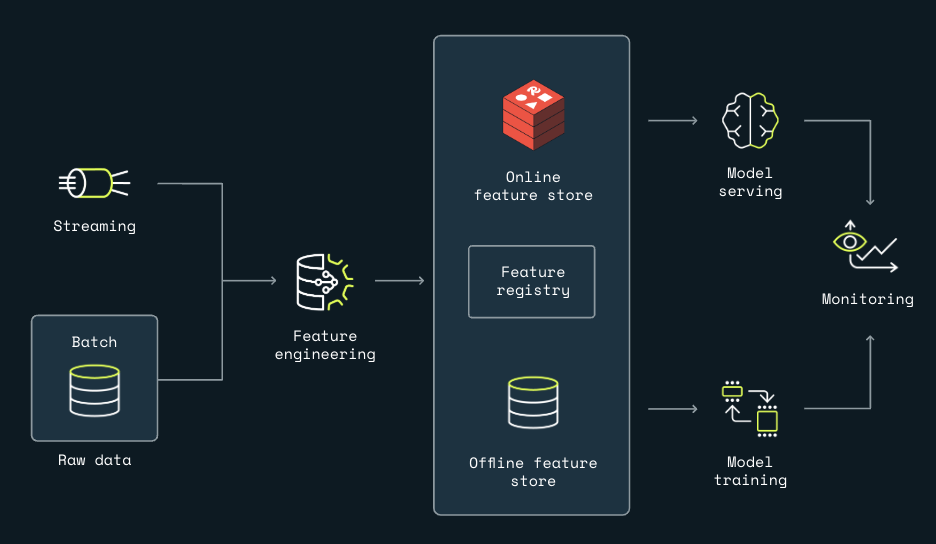 Streaming
Batch
Raw data
Feature
engineering
Online
feature store
Feature
registry
Offline feature
store
Model
serving
Model
training
Monitoring